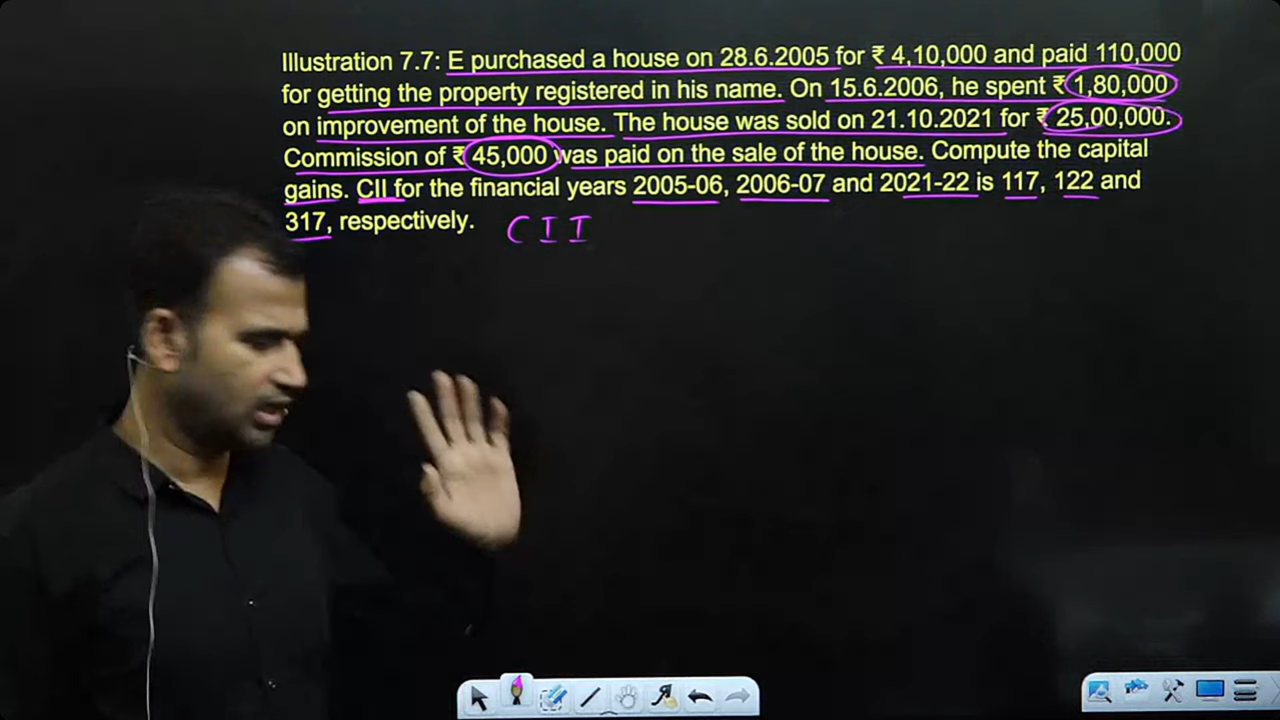 Illustration 7.7: E purchased a house on 28.6.2005 for ₹ 4,10,000 and paid 110,000
for getting the property registered in his name. On 15.6.2006, he spent ₹ 1,80,000
on improvement of the house. The house was sold on 21.10.2021 for ₹ 25,00,000.
Commission of ₹ 45,000 was paid on the sale of the house. Compute the capital
gains. CII for the financial years 2005-06, 2006-07 and 2021-22 is 117, 122 and
317, respectively.
CII